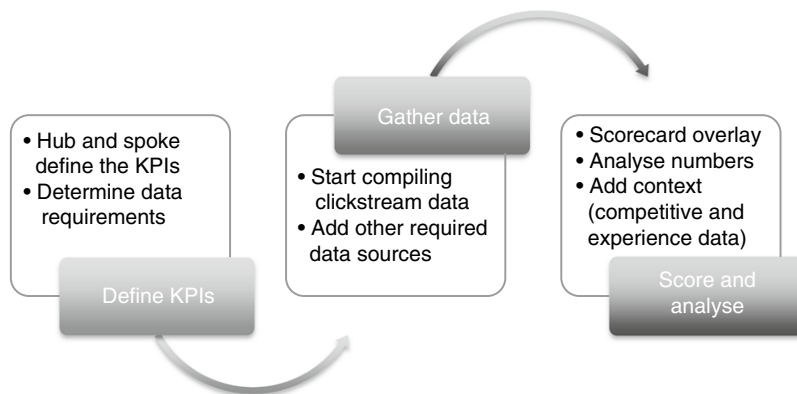 • Hub and spoke
define the KPIs
• Determine data
requirements
Define KPIs
Gather data
• Start compiling
clickstream data
• Add other required
data sources
• Scorecard overlay
• Analyse numbers
• Add context
(competitive and
experience data)
Score and
analyse